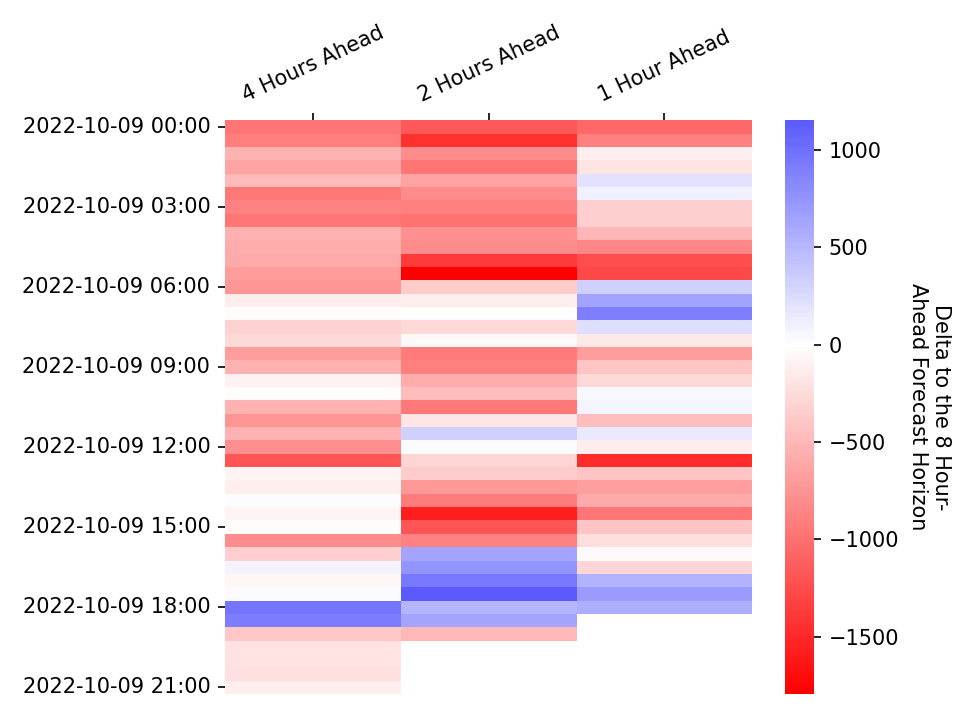 4 Hours Ahead
2 Hours Ahead
1 Hour Ahead
2022-10-09 00:00
2022-10-09 03:00
2022-10-09 06:00
2022-10-09 09:00
2022-10-09 12:00
2022-10-09 15:00
2022-10-09 18:00
2022-10-09 21:00
1000
500
0
−500
−1000
−1500
Delta to the 8 Hour-
Ahead Forecast Horizon